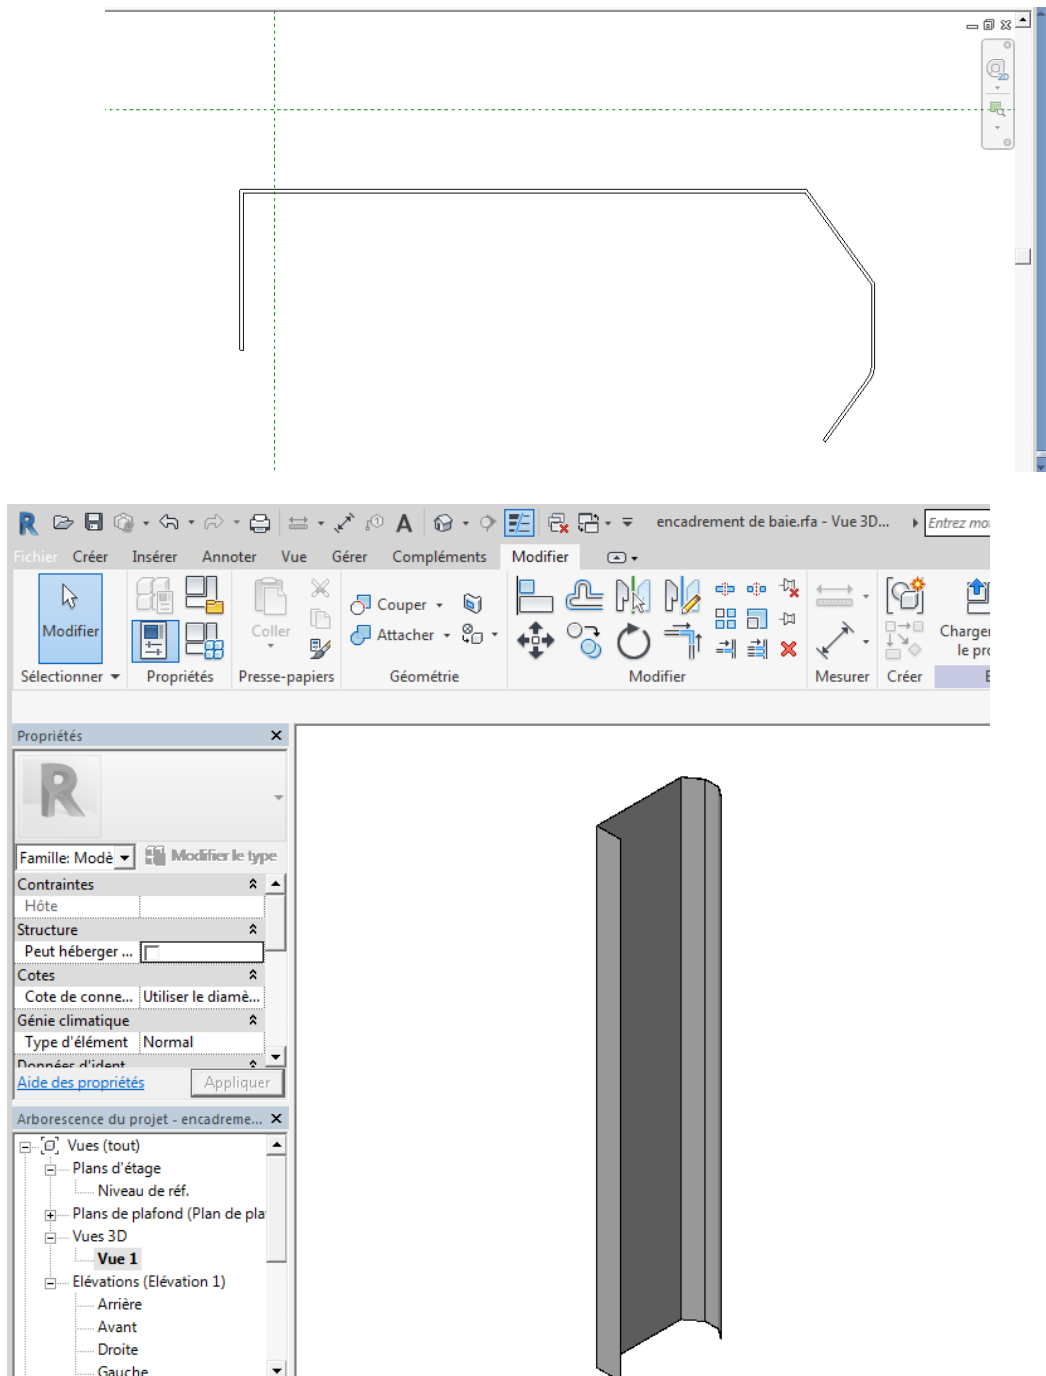 2D
encadrement de baie.rfa - Vue 3D...
Entrez mo
Fichier Créer Insérer Annoter Vue Gérer Compléments Modifier
Modifier
Coller
Couper
Attacher
Charger
le pro
Sélectionner Propriétés Presse-papiers Géométrie Modifier Mesurer Créer
Propriétés
Famille: Modè
Modifier le type
Contraintes
Hôte
Structure
Peut héberger ...
Cotes
Cote de conne... Utiliser le diamè...
Génie climatique
Type d'élément Normal
Données d'ident
Aide des propriétés Appliquer
Arborescence du projet - encadreme...
Vues (tout)
Plans d'étage
Niveau de réf.
Plans de plafond (Plan de pla
Vues 3D
Vue 1
Elévations (Elévation 1)
Arrière
Avant
Droite
Gauche